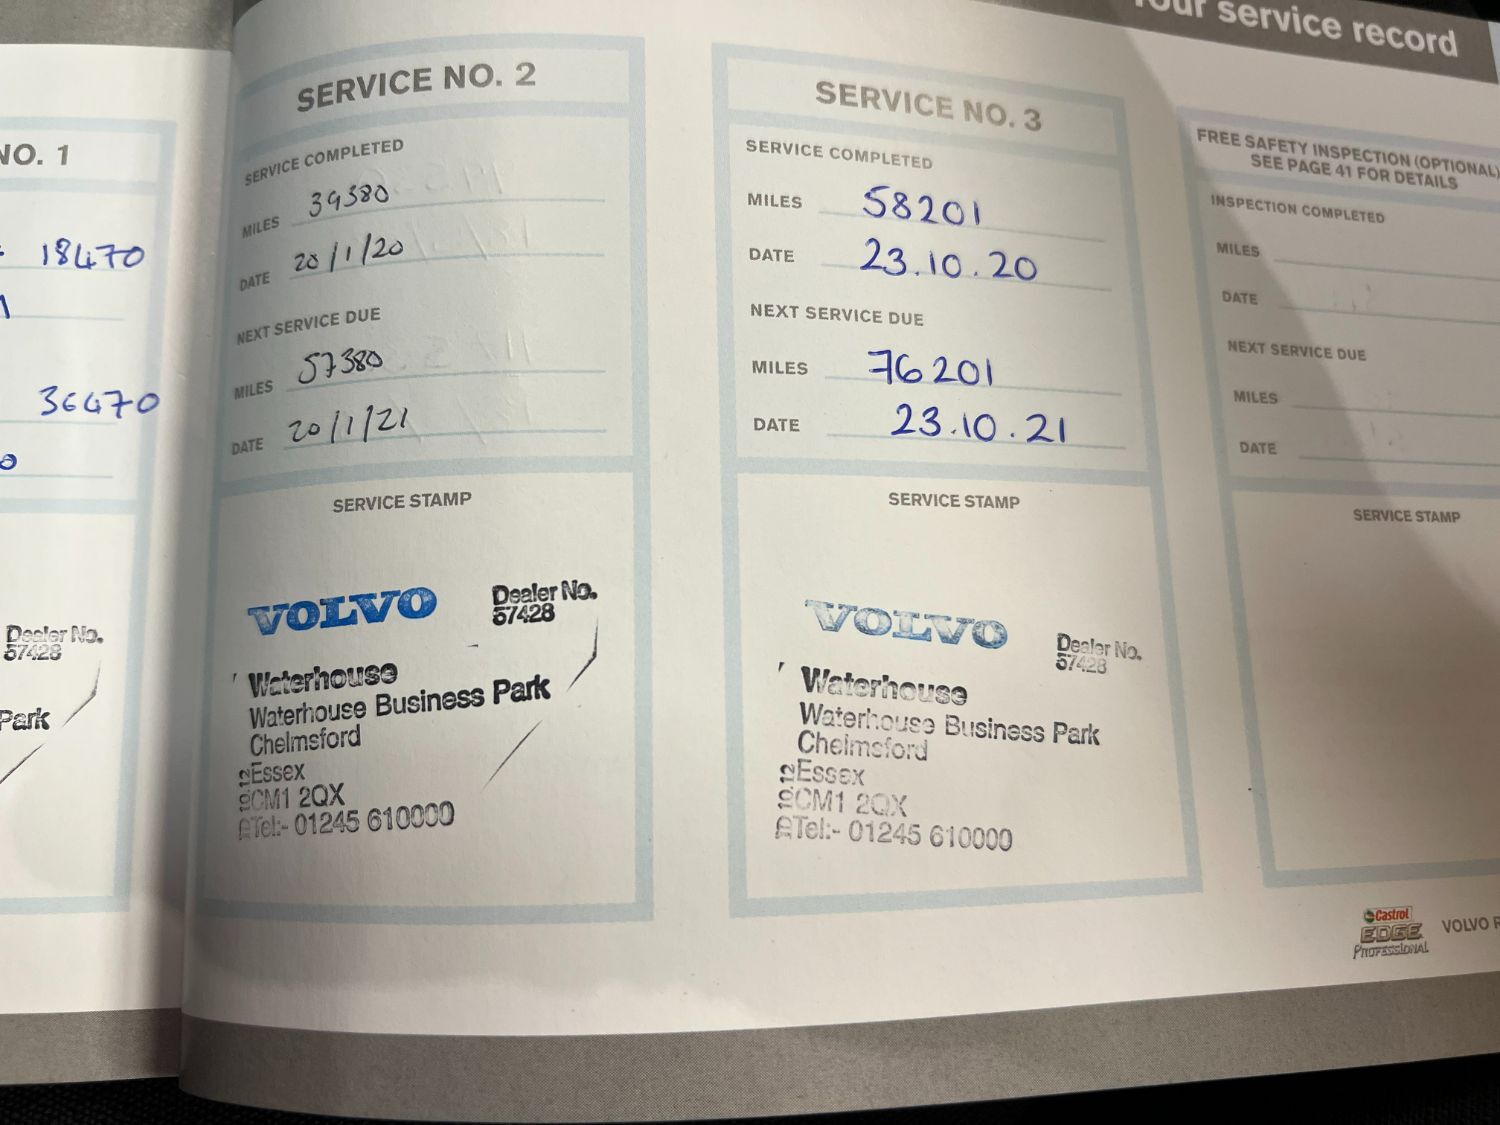 Your service record
NO. 1
18470
36470
Dealer No.
57428
Park
SERVICE NO. 2
SERVICE COMPLETED
MILES 39380
DATE 20/1/20
NEXT SERVICE DUE
MILES 57380
DATE 20/1/21
SERVICE STAMP
VOLVO
Dealer No.
57428
Waterhouse
Waterhouse Business Park
Chelmsford
Essex
CM1 2QX
Tel:- 01245 610000
SERVICE NO. 3
SERVICE COMPLETED
MILES 58201
DATE 23.10.20
NEXT SERVICE DUE
MILES 76201
DATE 23.10.21
SERVICE STAMP
VOLVO
Dealer No.
57428
Waterhouse
Waterhouse Business Park
Chelmsford
Essex
CM1 2QX
Tel:- 01245 610000
FREE SAFETY INSPECTION (OPTIONAL)
SEE PAGE 41 FOR DETAILS
INSPECTION COMPLETED
MILES
DATE
NEXT SERVICE DUE
MILES
DATE
SERVICE STAMP
Castrol
EDGE
PROFESSIONAL
VOLVO